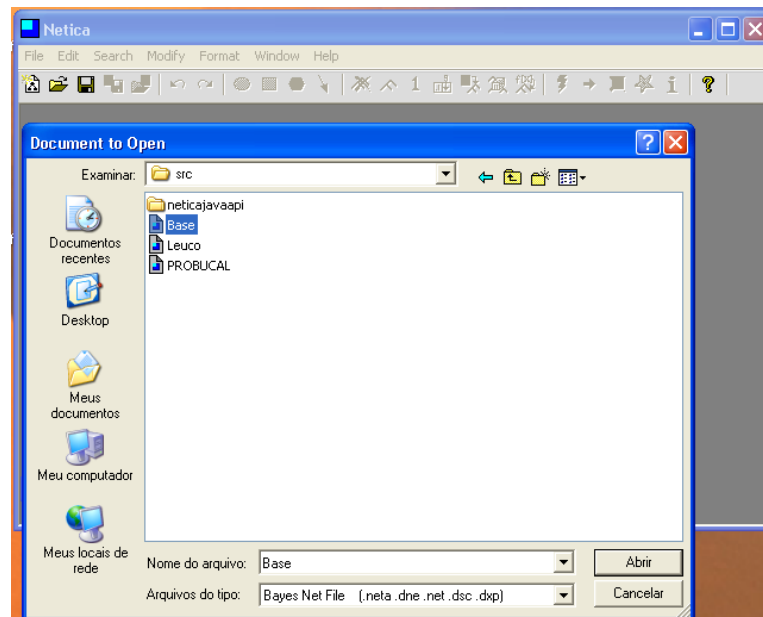 Netica
File Edit Search Modify Format Window Help
Document to Open
Examinar: src
neticajavaapi
Base
Leuco
PROBUCAL
Documentos
recentes
Desktop
Meus
documentos
Meu computador
Meus locais de
rede
Nome do arquivo: Base Abrir
Arquivos do tipo: Bayes Net File (.neta .dne .net .dsc .dxp) Cancelar